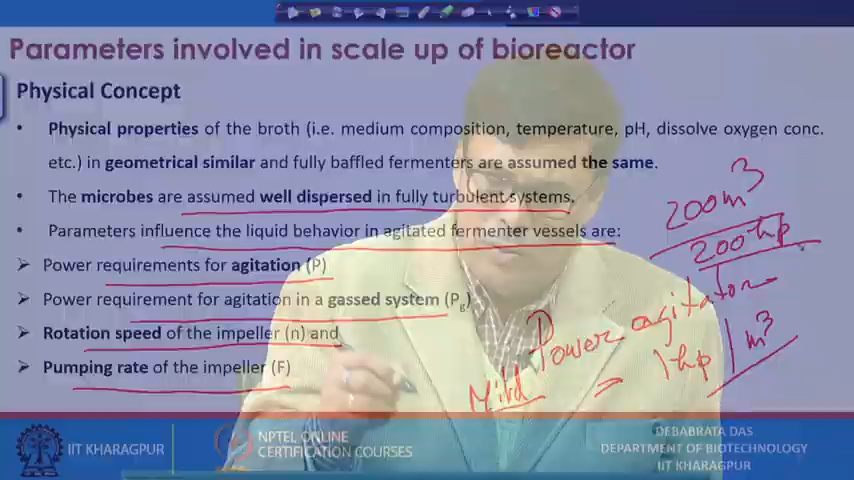 Parameters involved in scale up of bioreactor
Physical Concept
• Physical properties of the broth (i.e. medium composition, temperature, pH, dissolve oxygen conc.
etc.) in geometrical similar and fully baffled fermenters are assumed the same.
• The microbes are assumed well dispersed in fully turbulent systems.
• Parameters influence the liquid behavior in agitated fermenter vessels are:
➢ Power requirements for agitation (P)
➢ Power requirement for agitation in a gassed system (Pg)
➢ Rotation speed of the impeller (n) and
➢ Pumping rate of the impeller (F)
200m³
200hp
Power agitator
Mild = 1hp/m³
IIT KHARAGPUR
NPTEL ONLINE
CERTIFICATION COURSES
DEBABRATA DAS
DEPARTMENT OF BIOTECHNOLOGY
IIT KHARAGPUR